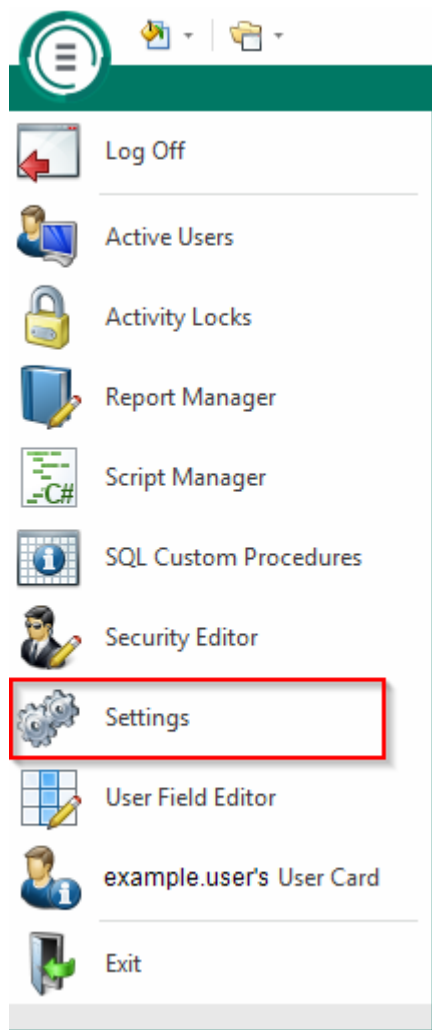 Log Off
Active Users
Activity Locks
Report Manager
C#
Script Manager
SQL Custom Procedures
Security Editor
Settings
User Field Editor
example.user's User Card
Exit